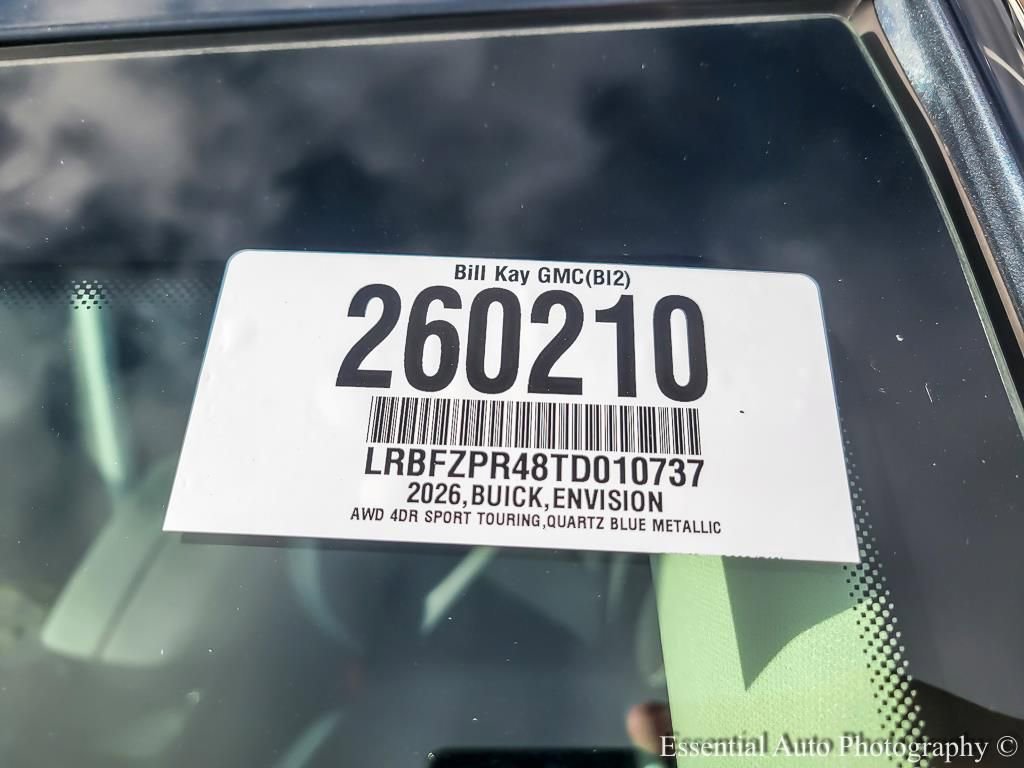 Bill Kay GMC(BI2)
260210
LRBFZPR48TD010737
2026,BUICK,ENVISION
AWD 4DR SPORT TOURING,QUARTZ BLUE METALLIC
Essential Auto Photography ©